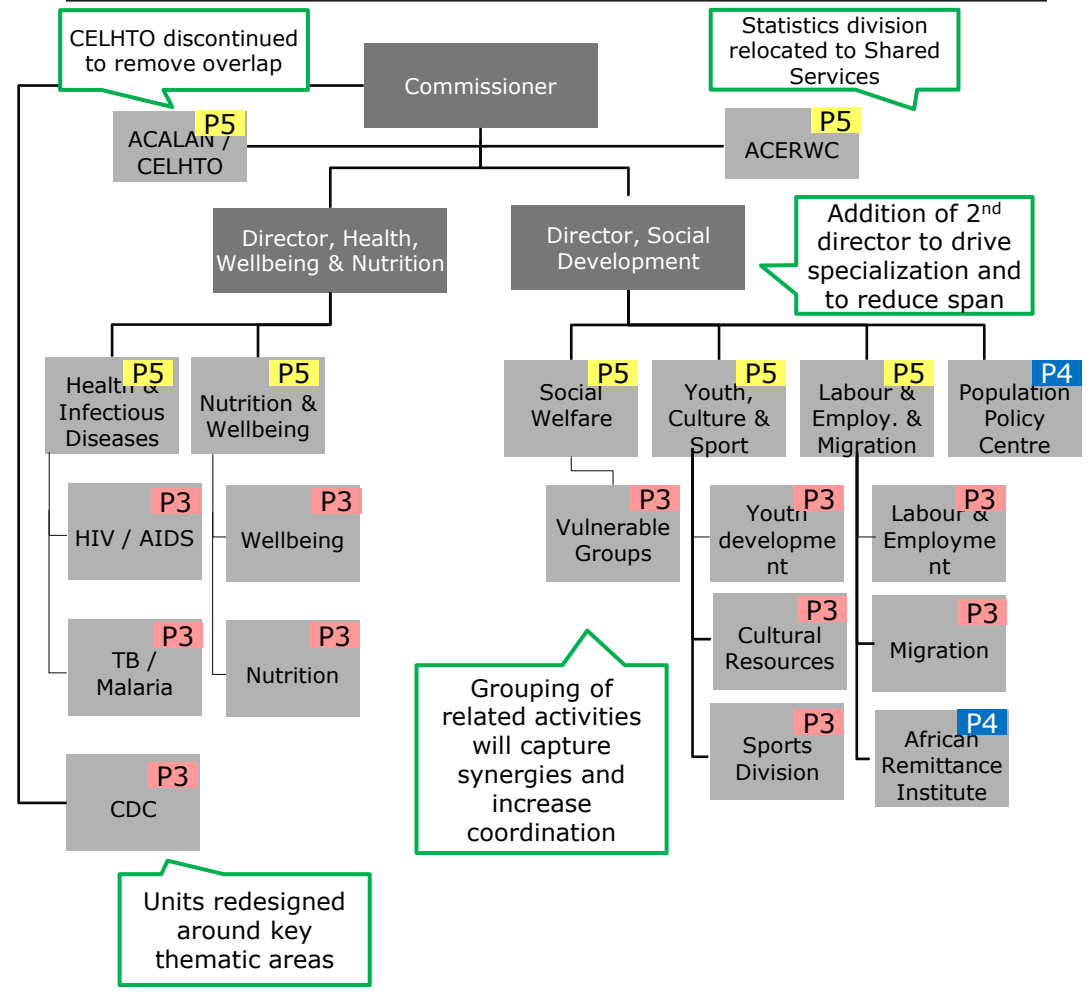 CELHTO discontinued
to remove overlap
Commissioner
Statistics division
relocated to Shared
Services
P5
ACALAN /
CELHTO
P5
ACERWC
Director, Health,
Wellbeing & Nutrition
Director, Social
Development
Addition of 2nd
director to drive
specialization and
to reduce span
P5
Health &
Infectious
Diseases
P5
Nutrition &
Wellbeing
P5
Social
Welfare
P5
Youth,
Culture &
Sport
P5
Labour &
Employ. &
Migration
P4
Population
Policy
Centre
P3
HIV / AIDS
P3
Wellbeing
P3
Vulnerable
Groups
P3
Youth
developme
nt
P3
Labour &
Employme
nt
P3
TB /
Malaria
P3
Nutrition
P3
Cultural
Resources
P3
Migration
Grouping of
related activities
will capture
synergies and
increase
coordination
P3
Sports
Division
P4
African
Remittance
Institute
P3
CDC
Units redesigned
around key
thematic areas